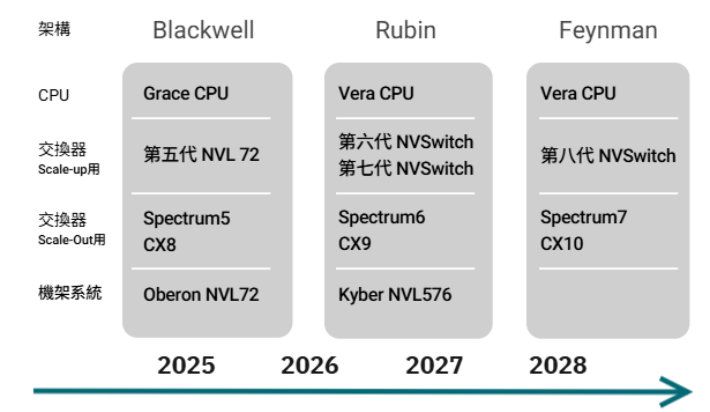 架構 Blackwell Rubin Feynman
CPU Grace CPU Vera CPU Vera CPU
交換器
Scale-up用
第五代 NVL 72
第六代 NVSwitch
第七代 NVSwitch
第八代 NVSwitch
交換器
Scale-Out用
Spectrum5
CX8
Spectrum6
CX9
Spectrum7
CX10
機架系統 Oberon NVL72 Kyber NVL576
2025 2026 2027 2028